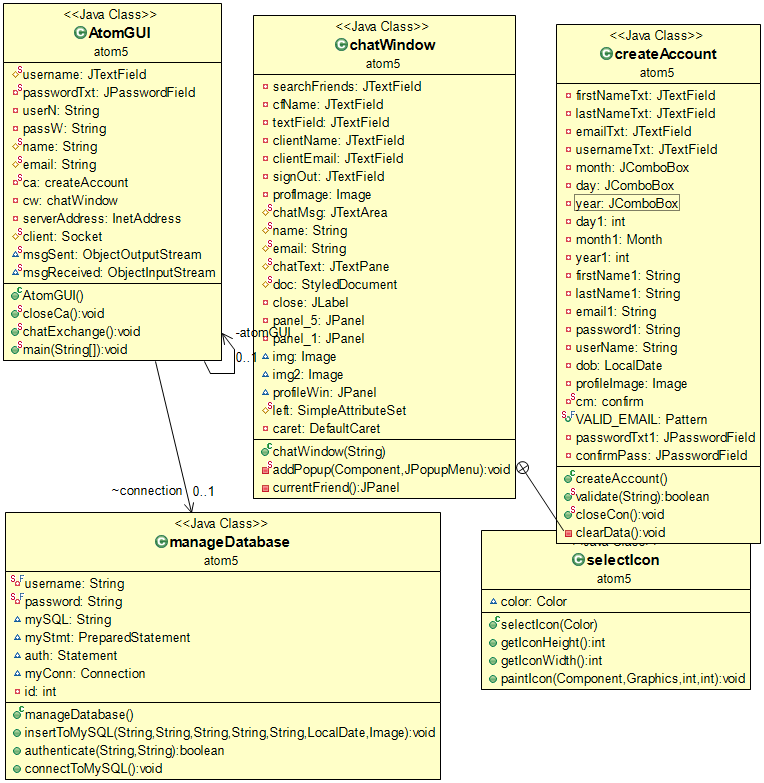 <<Java Class>>
AtomGUI
atom5
username: JTextField
passwordTxt: JPasswordField
userN: String
passW: String
name: String
email: String
ca: createAccount
cw: chatWindow
serverAddress: InetAddress
client: Socket
msgSent: ObjectOutputStream
msgReceived: ObjectInputStream
AtomGUI()
closeCa():void
chatExchange():void
main(String[]):void
-atomGUI
0..1
~connection
0..1
<<Java Class>>
chatWindow
atom5
searchFriends: JTextField
cfName: JTextField
textField: JTextField
clientName: JTextField
clientEmail: JTextField
signOut: JTextField
profImage: Image
chatMsg: JTextArea
name: String
email: String
chatText: JTextPane
doc: StyledDocument
close: JLabel
panel_5: JPanel
panel_1: JPanel
img: Image
img2: Image
profileWin: JPanel
left: SimpleAttributeSet
caret: DefaultCaret
chatWindow(String)
addPopup(Component,JPopupMenu):void
currentFriend():JPanel
<<Java Class>>
createAccount
atom5
firstNameTxt: JTextField
lastNameTxt: JTextField
emailTxt: JTextField
usernameTxt: JTextField
month: JComboBox
day: JComboBox
year: JComboBox
day1: int
month1: Month
year1: int
firstName1: String
lastName1: String
email1: String
password1: String
userName: String
dob: LocalDate
profileImage: Image
cm: confirm
VALID_EMAIL: Pattern
passwordTxt1: JPasswordField
confirmPass: JPasswordField
createAccount()
validate(String):boolean
closeCon():void
clearData():void
<<Java Class>>
manageDatabase
atom5
username: String
password: String
mySQL: String
myStmt: PreparedStatement
auth: Statement
myConn: Connection
id: int
manageDatabase()
insertToMySQL(String,String,String,String,String,LocalDate,Image):void
authenticate(String,String):boolean
connectToMySQL():void
<<Java Class>>
selectIcon
atom5
color: Color
selectIcon(Color)
getIconHeight():int
getIconWidth():int
paintIcon(Component,Graphics,int,int):void